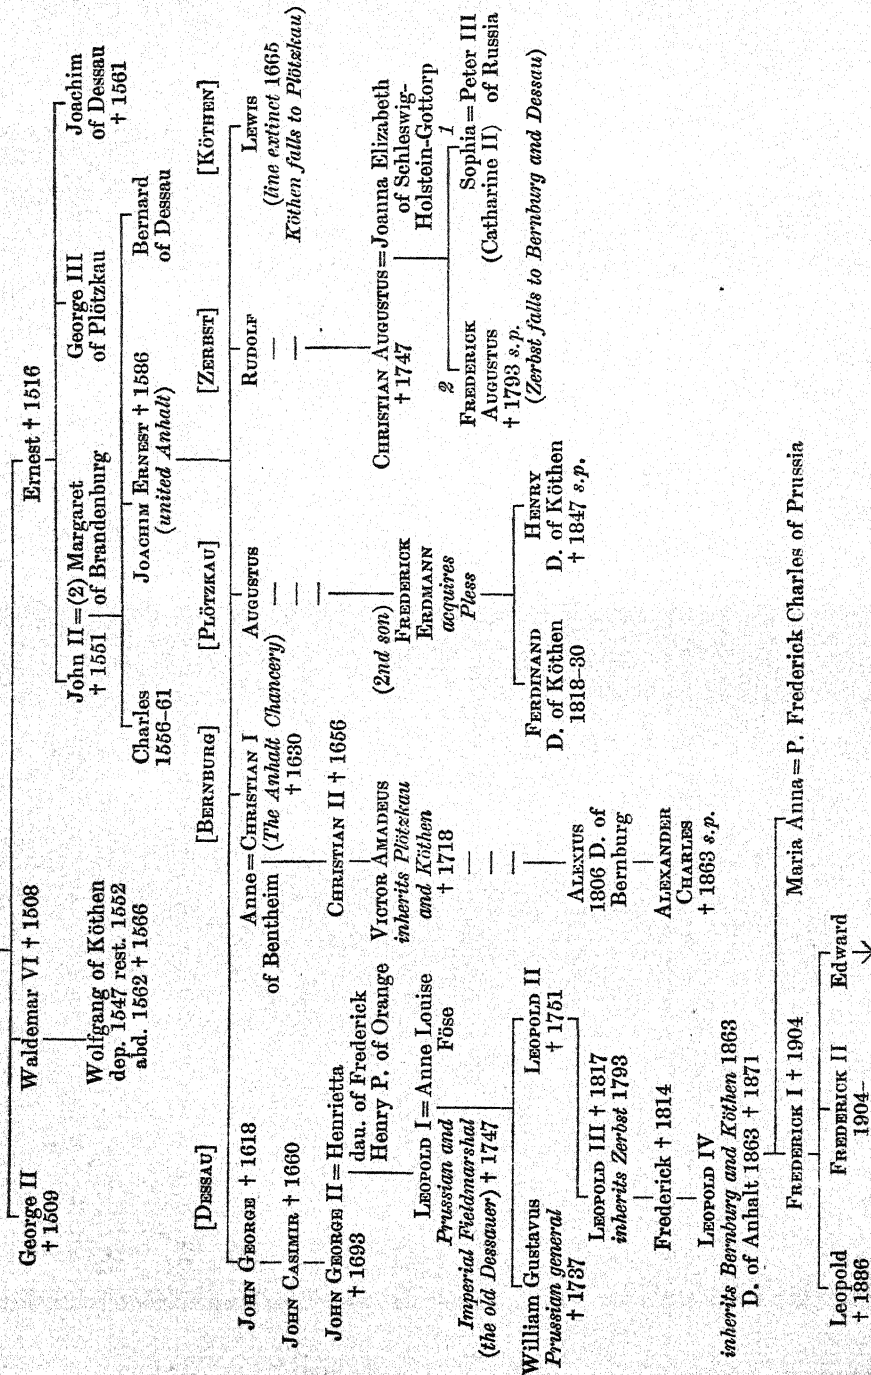 George II
† 1509
Waldemar VI † 1508
Ernest † 1516
Wolfgang of Köthen
dep. 1547 rest. 1552
abd. 1562 † 1566
John II = (2) Margaret
† 1551 of Brandenburg
George III
of Plötzkau
Joachim
of Dessau
† 1561
Charles
1556–61
JOACHIM ERNEST † 1586
(united Anhalt)
Bernard
of Dessau
[DESSAU]
[BERNBURG]
[PLÖTZKAU]
[ZERBST]
[KÖTHEN]
JOHN GEORGE † 1618
Anne = CHRISTIAN I
of Bentheim (The Anhalt Chancery)
† 1630
AUGUSTUS
—
—
—
RUDOLF
—
—
LEWIS
(line extinct 1665
Köthen falls to Plötzkau)
JOHN CASIMIR † 1660
CHRISTIAN II † 1656
JOHN GEORGE II = Henrietta
† 1693 dau. of Frederick
Henry P. of Orange
VICTOR AMADEUS
inherits Plötzkau
and Köthen
† 1718
—
—
—
(2nd son)
FREDERICK
ERDMANN
acquires
Pless
CHRISTIAN AUGUSTUS = Joanna Elizabeth
† 1747 of Schleswig-
Holstein-Gottorp
LEOPOLD I = Anne Louise
Prussian and Föse
Imperial Fieldmarshal
(the old Dessauer) † 1747
2
FREDERICK
AUGUSTUS
† 1793 s.p.
1
Sophia = Peter III
(Catharine II) of Russia
(Zerbst falls to Bernburg and Dessau)
William Gustavus
Prussian general
† 1737
LEOPOLD II
† 1751
FERDINAND
D. of Köthen
1818–30
HENRY
D. of Köthen
† 1847 s.p.
LEOPOLD III † 1817
inherits Zerbst 1793
ALEXIUS
1806 D. of
Bernburg
Frederick † 1814
ALEXANDER
CHARLES
† 1863 s.p.
LEOPOLD IV
inherits Bernburg and Köthen 1863
D. of Anhalt 1863 † 1871
FREDERICK I † 1904
Maria Anna = P. Frederick Charles of Prussia
Leopold
† 1886
FREDERICK II
1904–
Edward